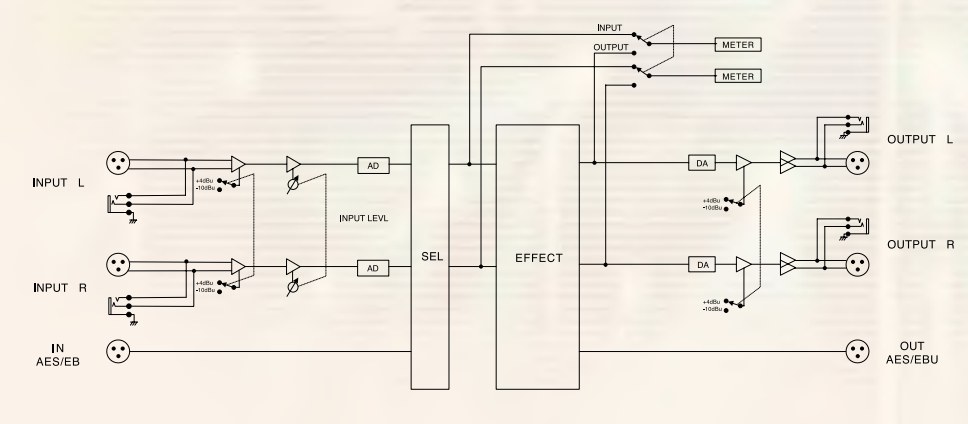 INPUT
METER
OUTPUT
METER
OUTPUT L
AD
DA
INPUT L
+4dBu
-10dBu
+4dBu
-10dBu
INPUT LEVL
OUTPUT R
SEL
EFFECT
AD
DA
INPUT R
+4dBu
-10dBu
+4dBu
-10dBu
IN
AES/EB
OUT
AES/EBU